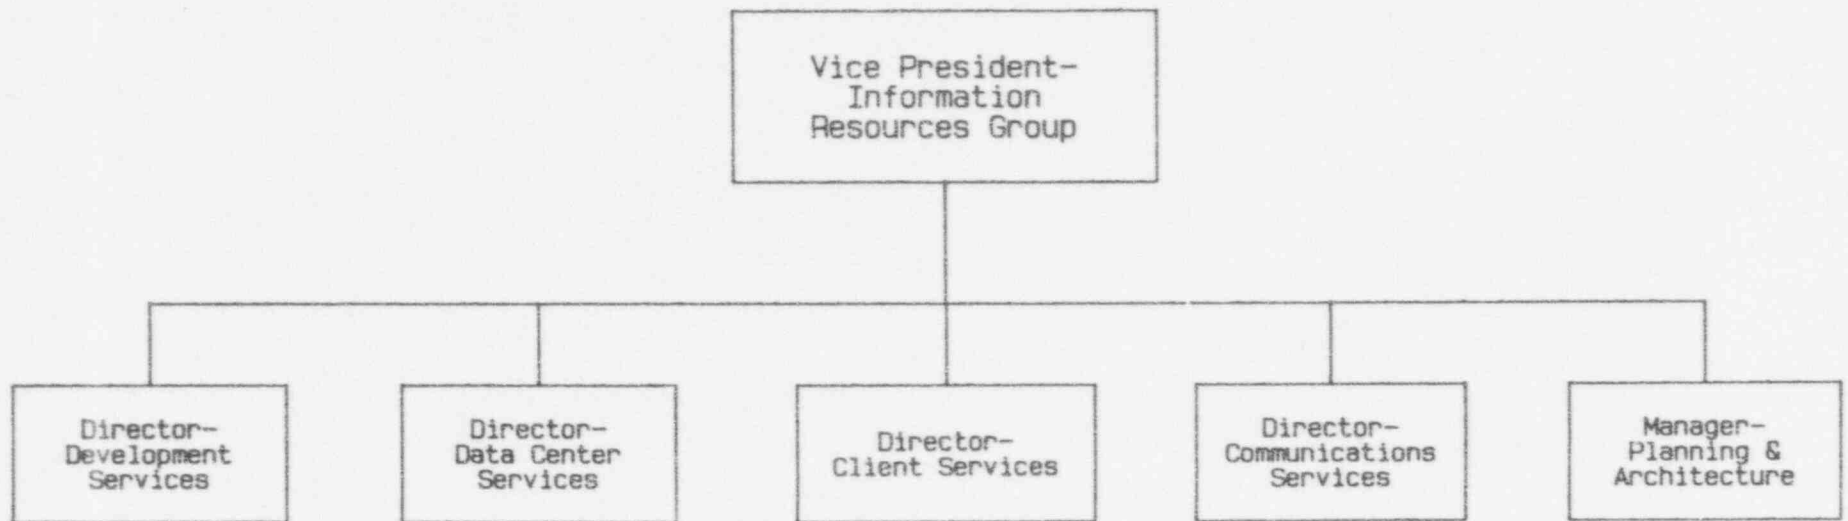 Vice President-
Information
Resources Group
Director-
Development
Services
Director-
Data Center
Services
Director-
Client Services
Director-
Communications
Services
Manager-
Planning &
Architecture